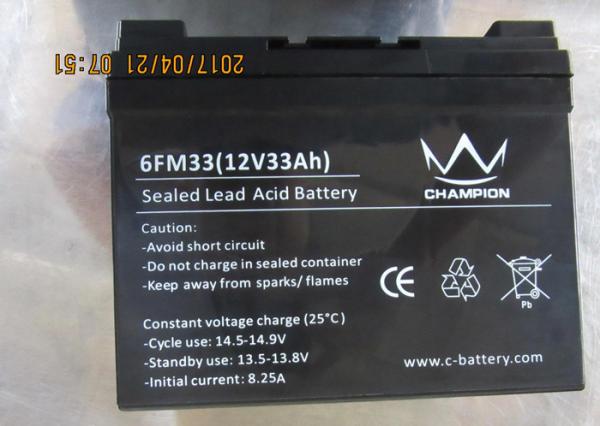 2017/04/21 07:51
6FM33(12V33Ah)
Sealed Lead Acid Battery
CHAMPION
Caution:
-Avoid short circuit
-Do not charge in sealed container
-Keep away from sparks/ flames
CE
Pb
Constant voltage charge (25°C)
-Cycle use: 14.5-14.9V
-Standby use: 13.5-13.8V
-Initial current: 8.25A
www.c-battery.com